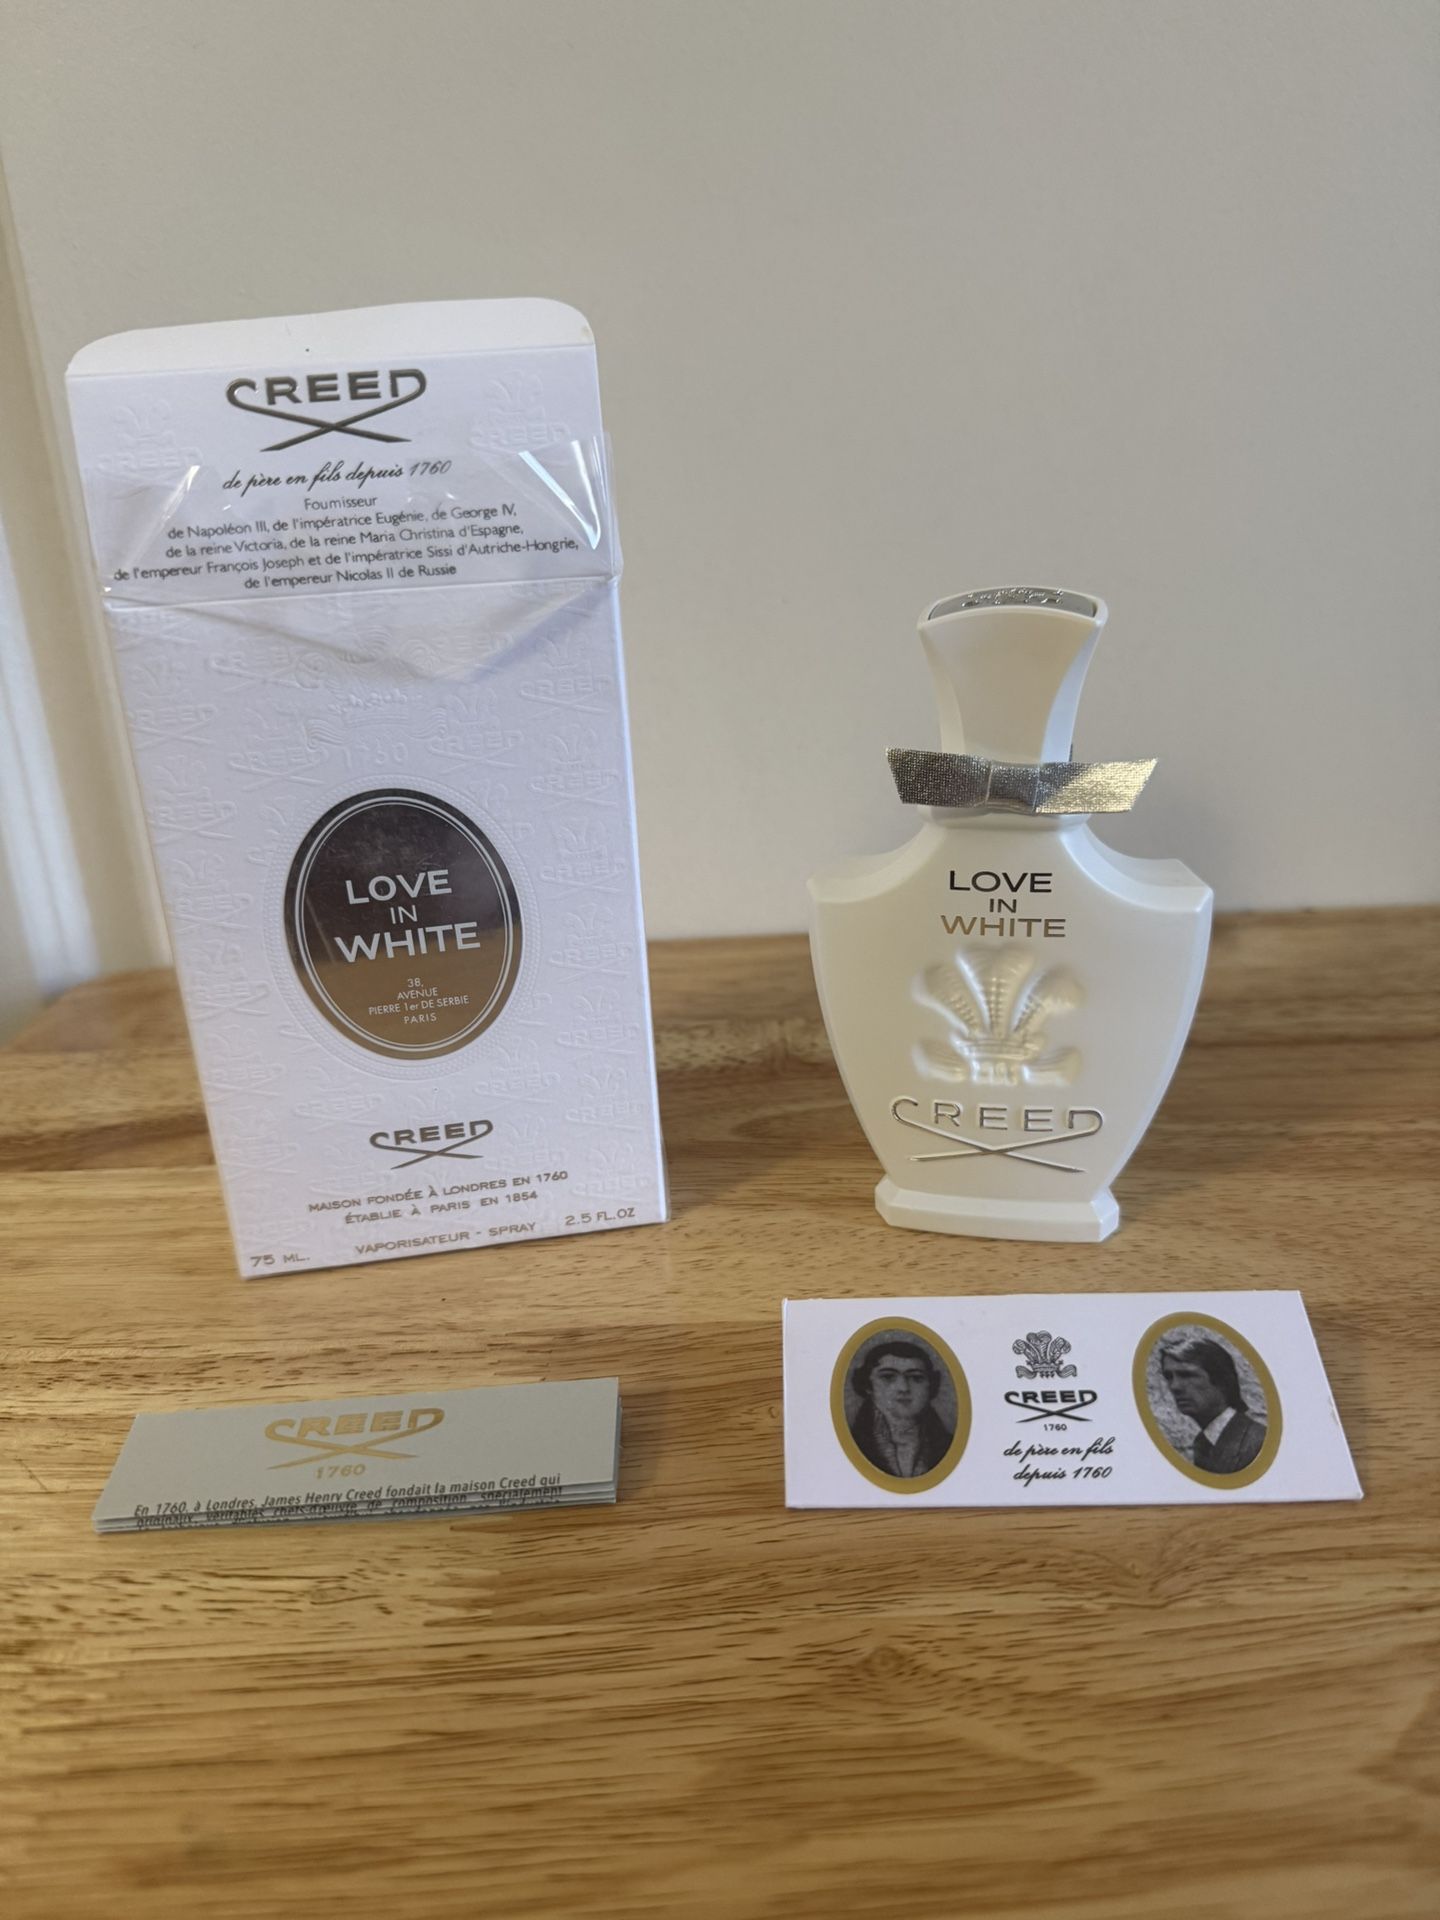 CREED
de père en fils depuis 1760
Fournisseur
de Napoléon III, de l'impératrice Eugénie, de George IV,
de la reine Victoria, de la reine Maria Christina d'Espagne,
de l'empereur François Joseph et de l'impératrice Sissi d'Autriche-Hongrie,
de l'empereur Nicolas II de Russie
1760
LOVE
IN
WHITE
38,
AVENUE
PIERRE 1er DE SERBIE
PARIS
CREED
MAISON FONDÉE À LONDRES EN 1760
ÉTABLIE À PARIS EN 1854
75 ML. VAPORISATEUR - SPRAY 2.5 FL.OZ
LOVE
IN
WHITE
CREED
CREED
1760
En 1760, à Londres, James Henry Creed fondait la maison Creed qui
CREED
1760
de père en fils
depuis 1760